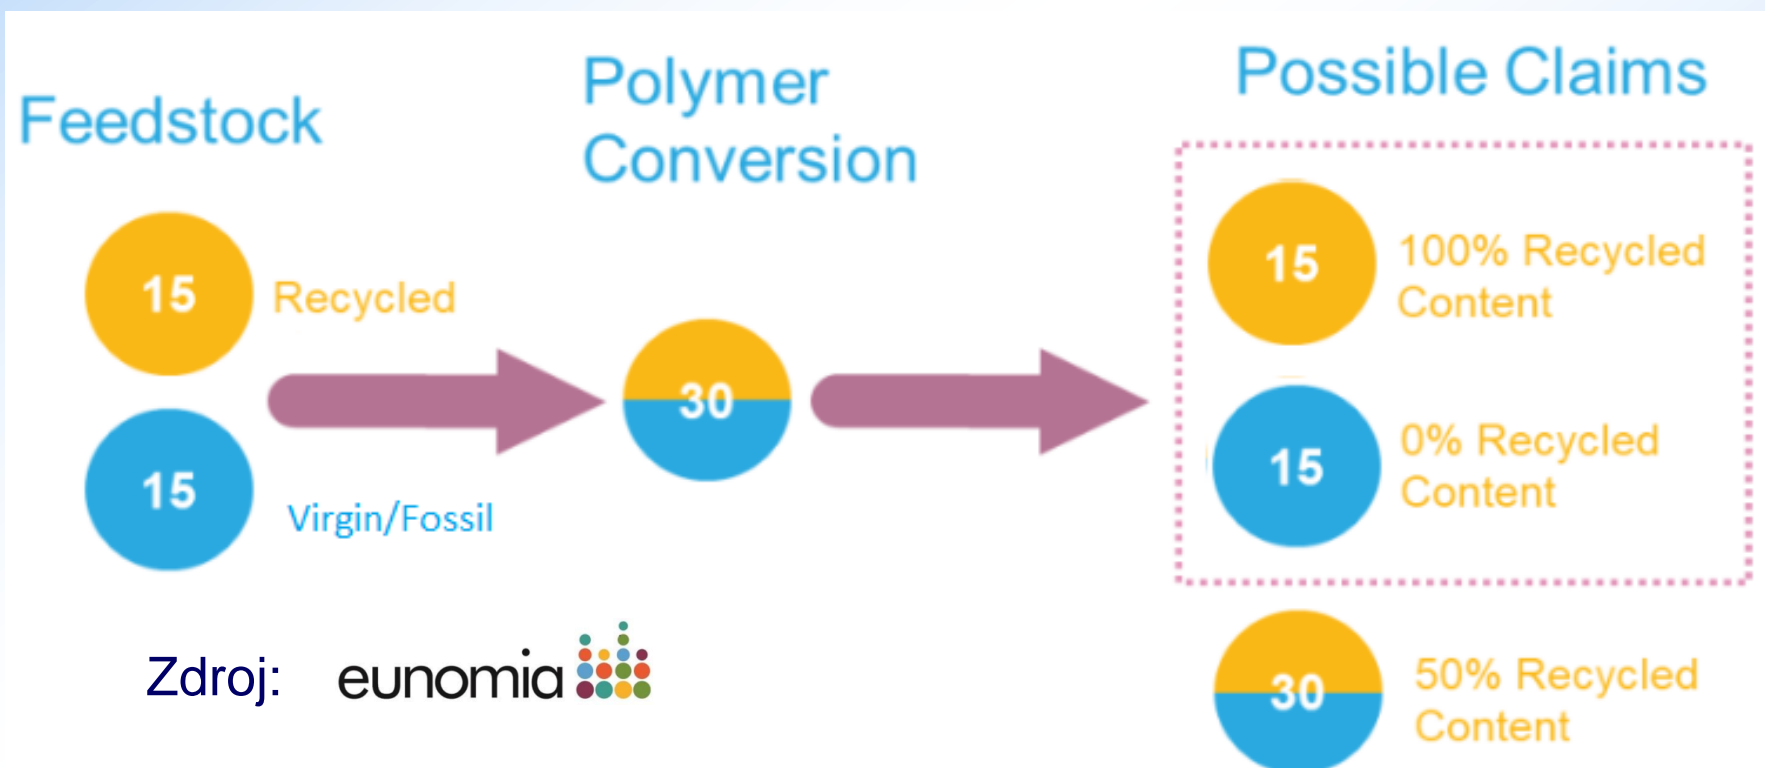 Feedstock
15
Recycled
15
Virgin/Fossil
Polymer
Conversion
30
Possible Claims
15
100% Recycled
Content
15
0% Recycled
Content
30
50% Recycled
Content
Zdroj:
eunomia